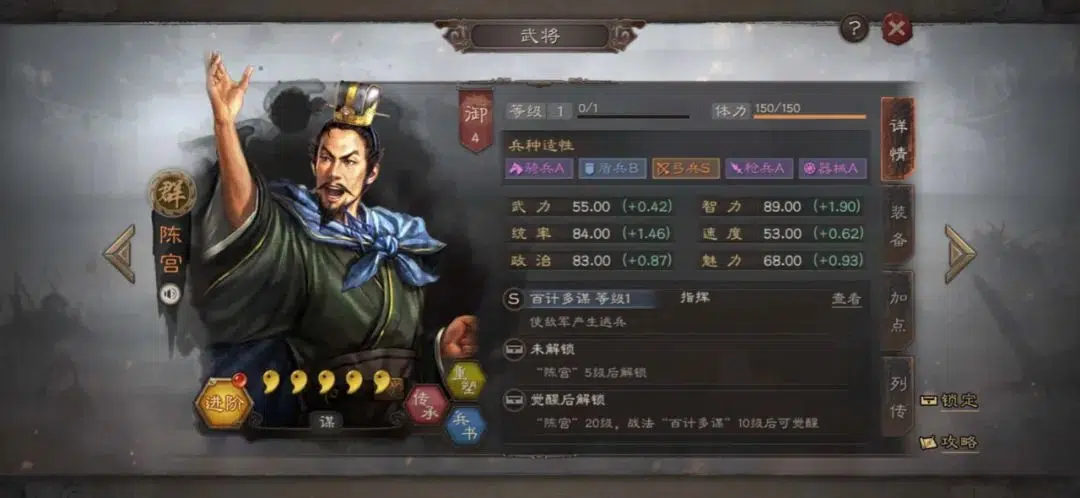 武将
?
御
4
等级 1 0/1 体力 150/150
详情
兵种适性
骑兵A 盾兵B 弓兵S 枪兵A 器械A
群
陈宫
武力 55.00 (+0.42) 智力 89.00 (+1.90)
统率 84.00 (+1.46) 速度 53.00 (+0.62)
政治 83.00 (+0.87) 魅力 68.00 (+0.93)
装备
S 百计多谋 等级1 指挥 查看
使敌军产生逃兵
加点
未解锁
“陈宫”5级后解锁
列传
觉醒后解锁
“陈宫”20级，战法“百计多谋”10级后可觉醒
进阶
谋
传承
重塑
兵书
锁定
攻略